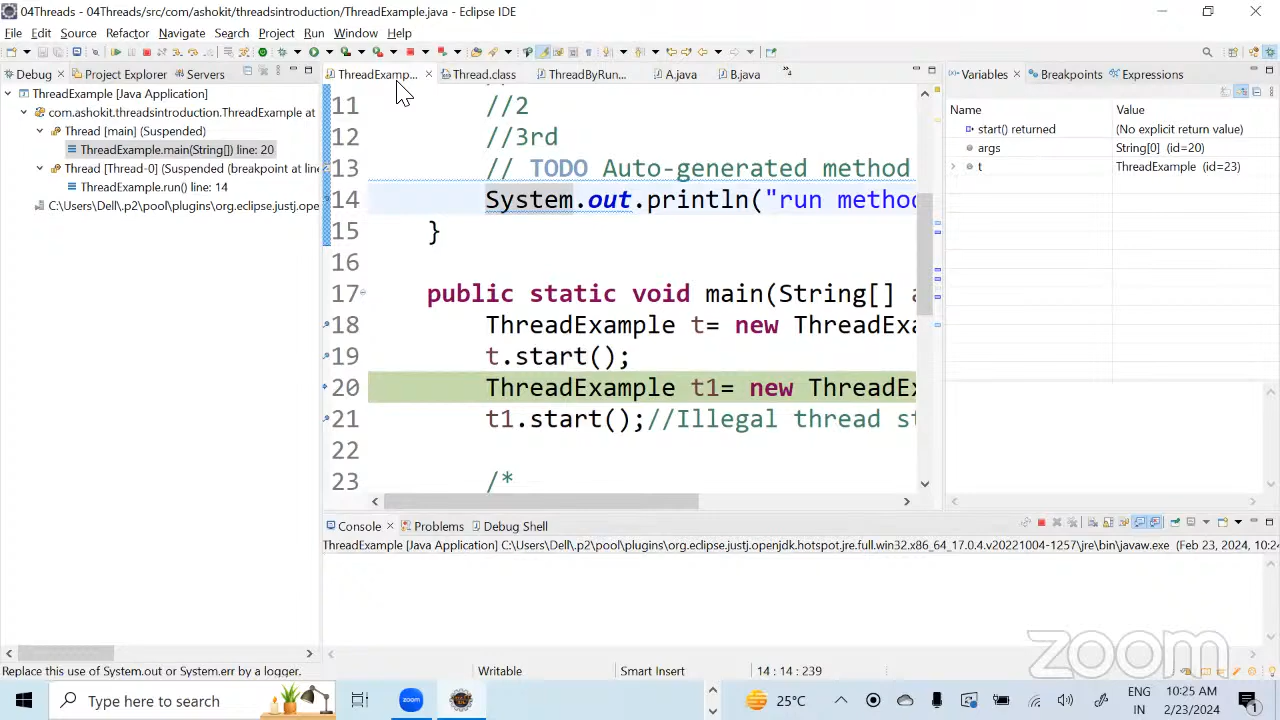 04Threads - 04Threads/src/com/ashokit/threadsintroduction/ThreadExample.java - Eclipse IDE
File Edit Source Refactor Navigate Search Project Run Window Help
Debug Project Explorer Servers
ThreadExample [Java Application]
com.ashokit.threadsintroduction.ThreadExample at
Thread [main] (Suspended)
ThreadExample.main(String[]) line: 20
Thread [Thread-0] (Suspended (breakpoint at line
ThreadExample.run() line: 14
C:\Users\Dell\.p2\pool\plugins\org.eclipse.justj.ope
ThreadExamp... Thread.class ThreadByRun... A.java B.java
11 //2
12 //3rd
13 // TODO Auto-generated method
14 System.out.println("run method
15 }
16
17 public static void main(String[] a
18 ThreadExample t= new ThreadExa
19 t.start();
20 ThreadExample t1= new ThreadEx
21 t1.start();//Illegal thread st
22
23 /*
Variables Breakpoints Expressions
Name Value
start() returned (No explicit return value)
args String[0] (id=20)
t ThreadExample (id=23)
Console Problems Debug Shell
ThreadExample [Java Application] C:\Users\Dell\.p2\pool\plugins\org.eclipse.justj.openjdk.hotspot.jre.full.win32.x86_64_17.0.4.v20221004-1257\jre\bin\javaw.exe (Feb 23, 2024, 10:24
zoom
Replace this use of System.out or System.err by a logger. Writable Smart Insert 14 : 14 : 239
Type here to search zoom 25°C ENG IN 10:25 AM 2/23/2024 1